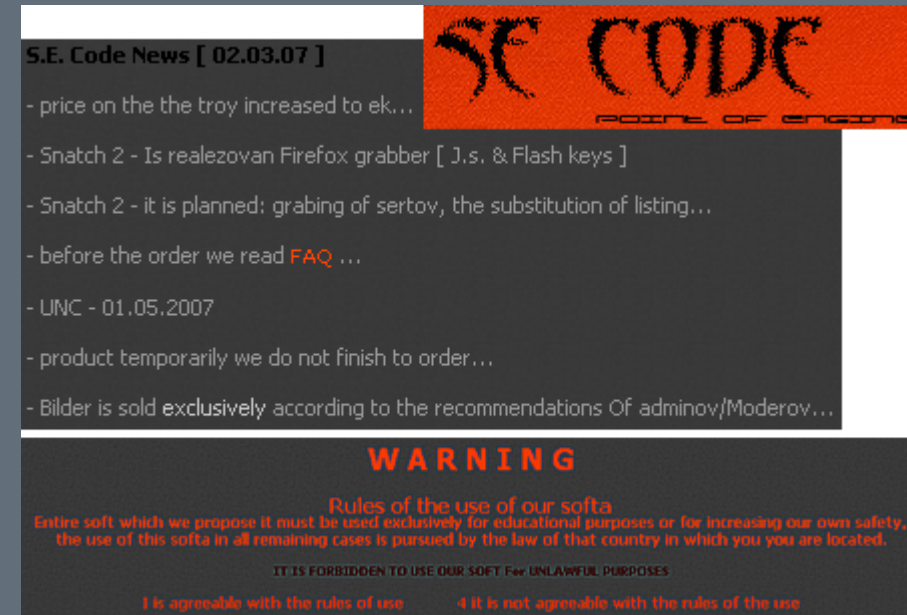 SE CODE
POINT OF ENGINE
S.E. Code News [ 02.03.07 ]
- price on the the troy increased to ek...
- Snatch 2 - Is realezovan Firefox grabber [ J.s. & Flash keys ]
- Snatch 2 - it is planned: grabing of sertov, the substitution of listing...
- before the order we read FAQ ...
- UNC - 01.05.2007
- product temporarily we do not finish to order...
- Bilder is sold exclusively according to the recommendations Of adminov/Moderov...
WARNING
Rules of the use of our softa
Entire soft which we propose it must be used exclusively for educational purposes or for increasing our own safety,
the use of this softa in all remaining cases is pursued by the law of that country in which you you are located.
IT IS FORBIDDEN TO USE OUR SOFT For UNLAWFUL PURPOSES
I is agreeable with the rules of use 4 it is not agreeable with the rules of the use